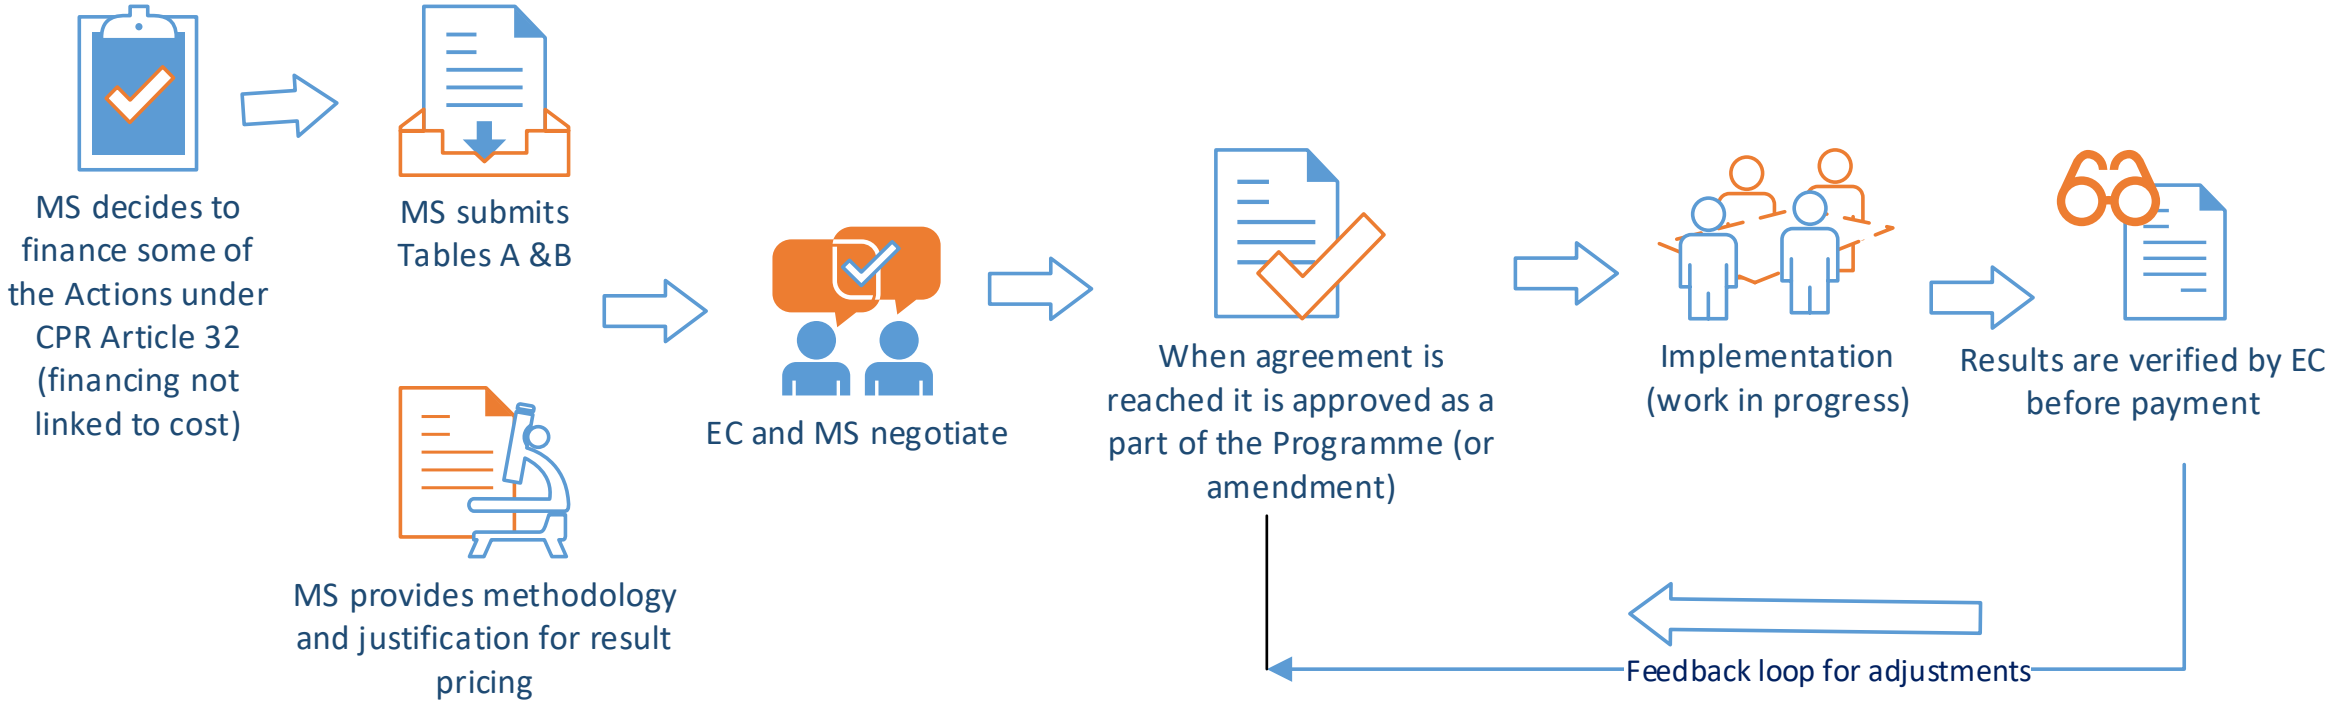 MS decides to
finance some of
the Actions under
CPR Article 32
(financing not
linked to cost)
MS submits
Tables A &B
MS provides methodology
and justification for result
pricing
EC and MS negotiate
When agreement is
reached it is approved as a
part of the Programme (or
amendment)
Implementation
(work in progress)
Results are verified by EC
before payment
Feedback loop for adjustments